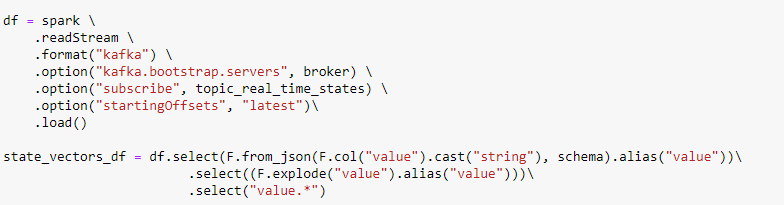 df = spark \
    .readStream \
    .format("kafka") \
    .option("kafka.bootstrap.servers", broker) \
    .option("subscribe", topic_real_time_states) \
    .option("startingOffsets", "latest")\
    .load()
state_vectors_df = df.select(F.from_json(F.col("value").cast("string"), schema).alias("value"))\
                     .select((F.explode("value").alias("value")))\
                     .select("value.*")